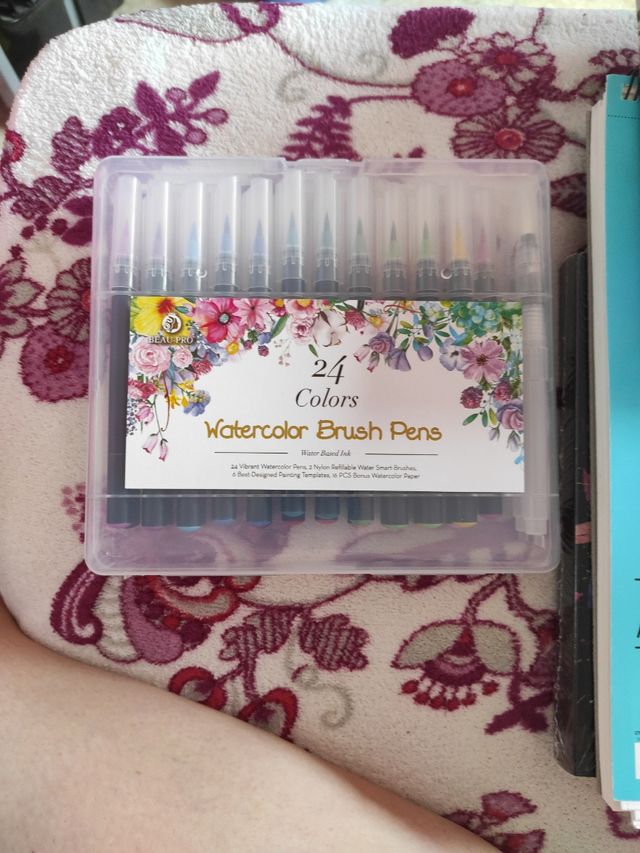 BEAU-PRO
24
Colors
Watercolor Brush Pens
Water Based Ink
24 Vibrant Watercolor Pens, 2 Nylon Refillable Water Smart-Brushes,
6 Best-Designed Painting Templates, 16 PCS Bonus Watercolor Paper